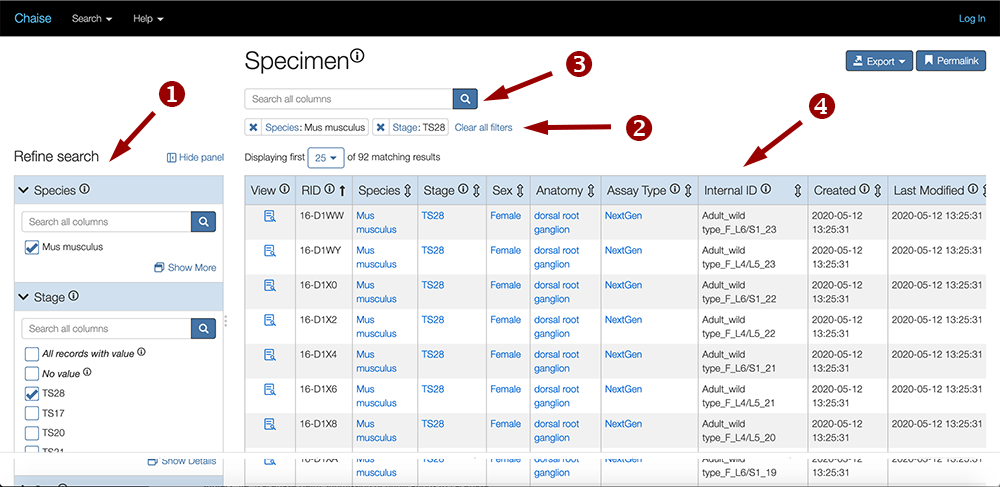 Chaise Search Help Log In
Specimen
Export Permalink
3
1
4
Search all columns
2
Species: Mus musculus Stage: TS28 Clear all filters
Refine search Hide panel
Displaying first 25 of 92 matching results
Species
Search all columns
Mus musculus
Show More
Stage
Search all columns
All records with value
No value
TS28
TS17
TS20
TS21
Show Details
View RID Species Stage Sex Anatomy Assay Type Internal ID Created Last Modified
16-D1WW Mus TS28 Female dorsal root NextGen Adult_wild 2020-05-12 2020-05-12 13:25:31
musculus ganglion type_F_L6/S1_23 13:25:31
16-D1WY Mus TS28 Female dorsal root NextGen Adult_wild 2020-05-12 2020-05-12 13:25:31
musculus ganglion type_F_L4/L5_23 13:25:31
16-D1X0 Mus TS28 Female dorsal root NextGen Adult_wild 2020-05-12 2020-05-12 13:25:31
musculus ganglion type_F_L6/S1_22 13:25:31
16-D1X2 Mus TS28 Female dorsal root NextGen Adult_wild 2020-05-12 2020-05-12 13:25:31
musculus ganglion type_F_L4/L5_22 13:25:31
16-D1X4 Mus TS28 Female dorsal root NextGen Adult_wild 2020-05-12 2020-05-12 13:25:31
musculus ganglion type_F_L6/S1_21 13:25:31
16-D1X6 Mus TS28 Female dorsal root NextGen Adult_wild 2020-05-12 2020-05-12 13:25:31
musculus ganglion type_F_L4/L5_21 13:25:31
16-D1X8 Mus TS28 Female dorsal root NextGen Adult_wild 2020-05-12 2020-05-12 13:25:31
musculus ganglion type_F_L4/L5_20 13:25:31
16-D1XA Mus TS28 Female dorsal root NextGen Adult_wild 2020-05-12 2020-05-12 13:25:31
musculus ganglion type_F_L6/S1_19 13:25:31